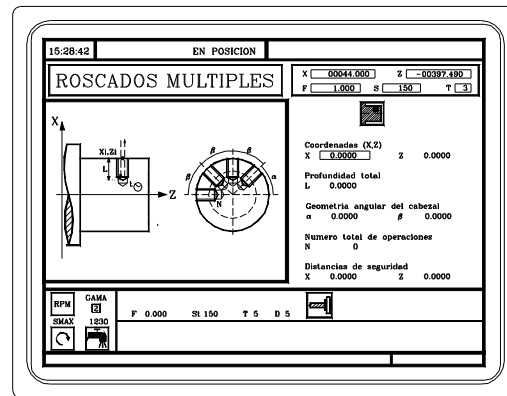 15:28:42 EN POSICION
ROSCADOS MULTIPLES
X 00044.000 Z -00397.490
F 1.000 S 150 T 3
X
Xi,Zi
L
Z
β
β
β
α
N
Coordenadas (X,Z)
X 0.0000 Z 0.0000
Profundidad total
L 0.0000
Geometria angular del cabezal
α 0.0000 β 0.0000
Numero total de operaciones
N 0
Distancias de seguridad
X 0.0000 Z 0.0000
RPM GAMA
2
SMAX 1230
F 0.000 St 150 T 5 D 5